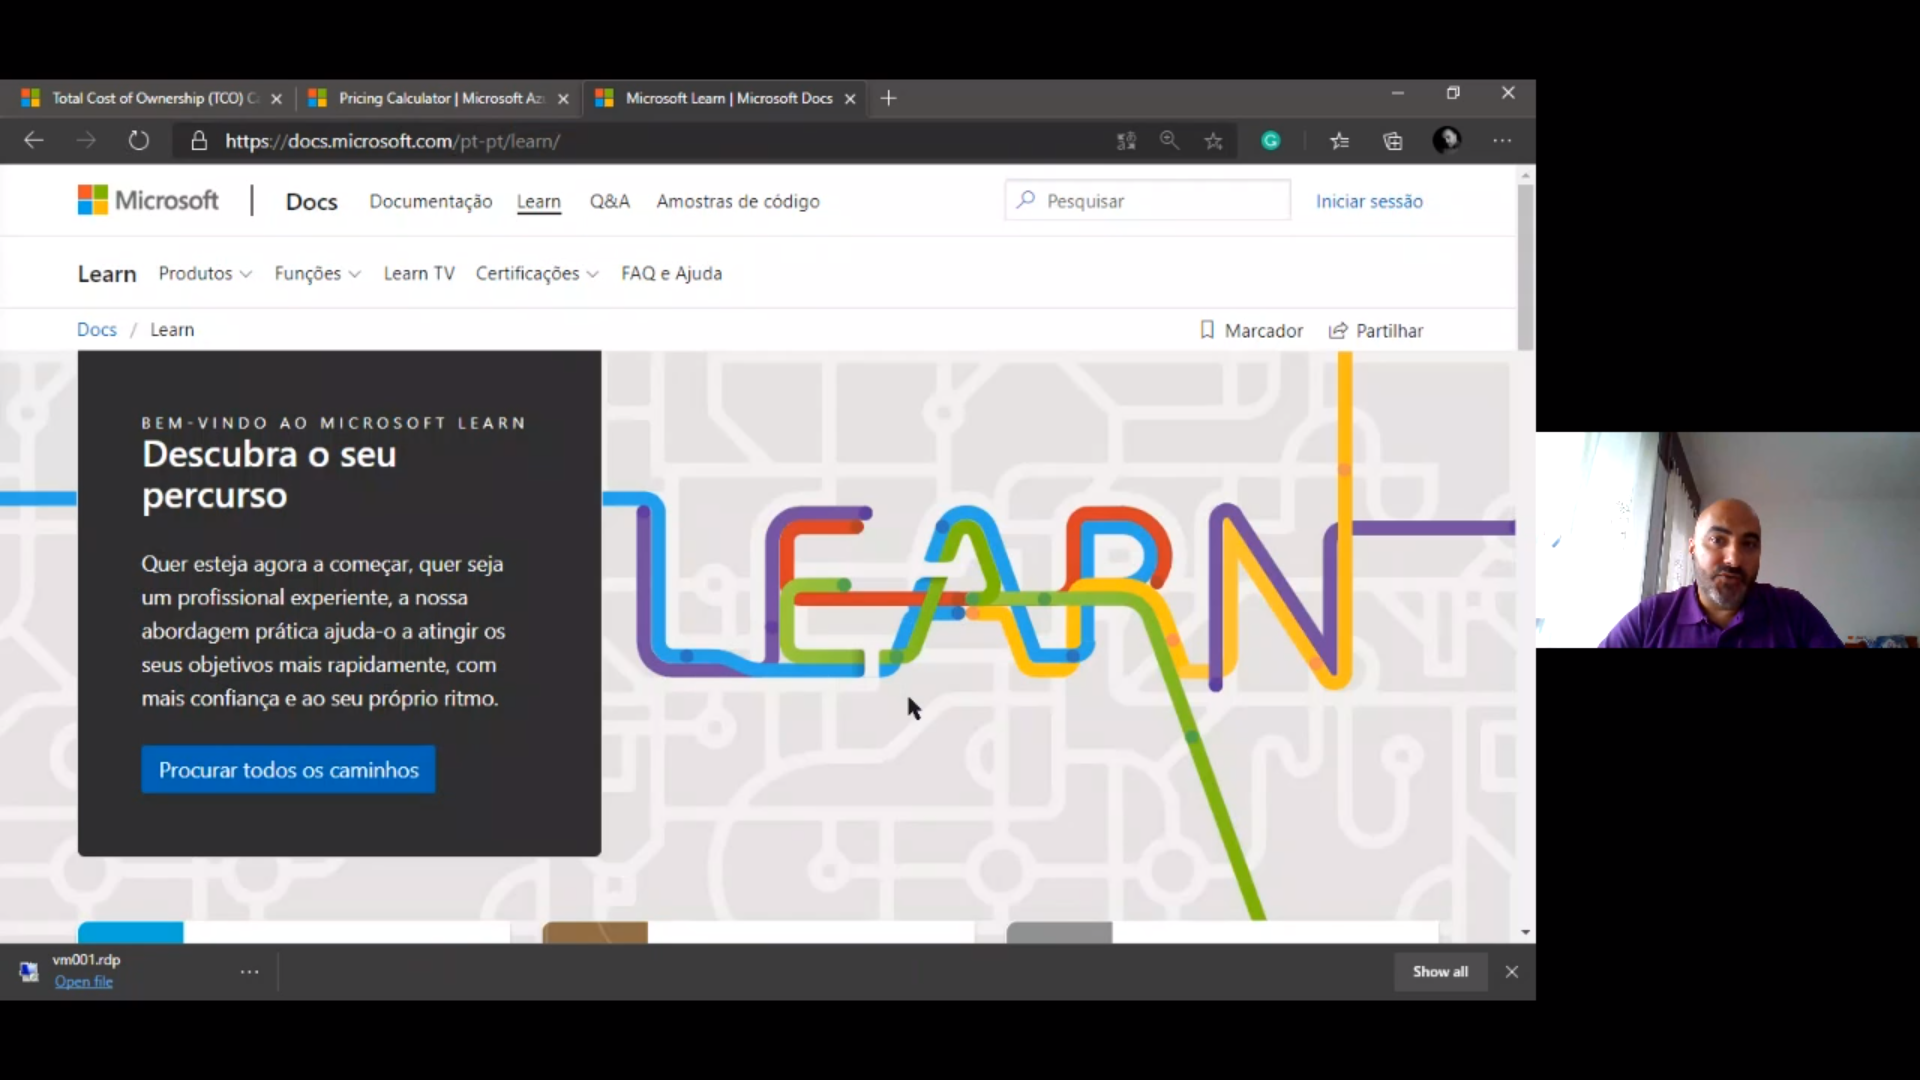 Total Cost of Ownership (TCO) C
Pricing Calculator | Microsoft Az
Microsoft Learn | Microsoft Docs
https://docs.microsoft.com/pt-pt/learn/
Microsoft
Docs
Documentação
Learn
Q&A
Amostras de código
Pesquisar
Iniciar sessão
Learn
Produtos
Funções
Learn TV
Certificações
FAQ e Ajuda
Docs / Learn
Marcador
Partilhar
BEM-VINDO AO MICROSOFT LEARN
Descubra o seu
percurso
Quer esteja agora a começar, quer seja
um profissional experiente, a nossa
abordagem prática ajuda-o a atingir os
seus objetivos mais rapidamente, com
mais confiança e ao seu próprio ritmo.
Procurar todos os caminhos
LEARN
vm001.rdp
Open file
Show all